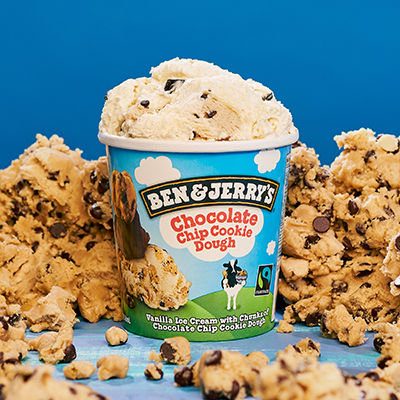 BEN & JERRY'S
Chocolate
Chip Cookie
Dough
Vanilla Ice Cream with Chunks of
Chocolate Chip Cookie Dough